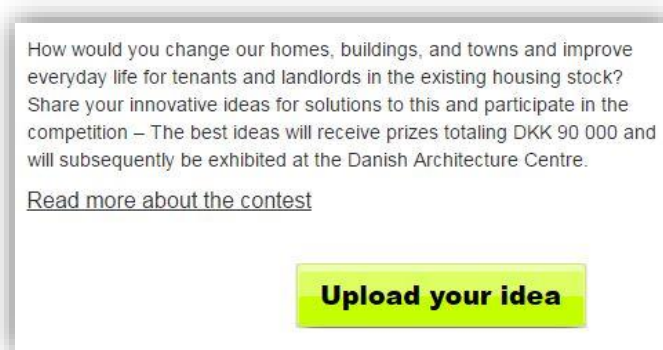 How would you change our homes, buildings, and towns and improve
everyday life for tenants and landlords in the existing housing stock?
Share your innovative ideas for solutions to this and participate in the
competition – The best ideas will receive prizes totaling DKK 90 000 and
will subsequently be exhibited at the Danish Architecture Centre.
Read more about the contest
Upload your idea